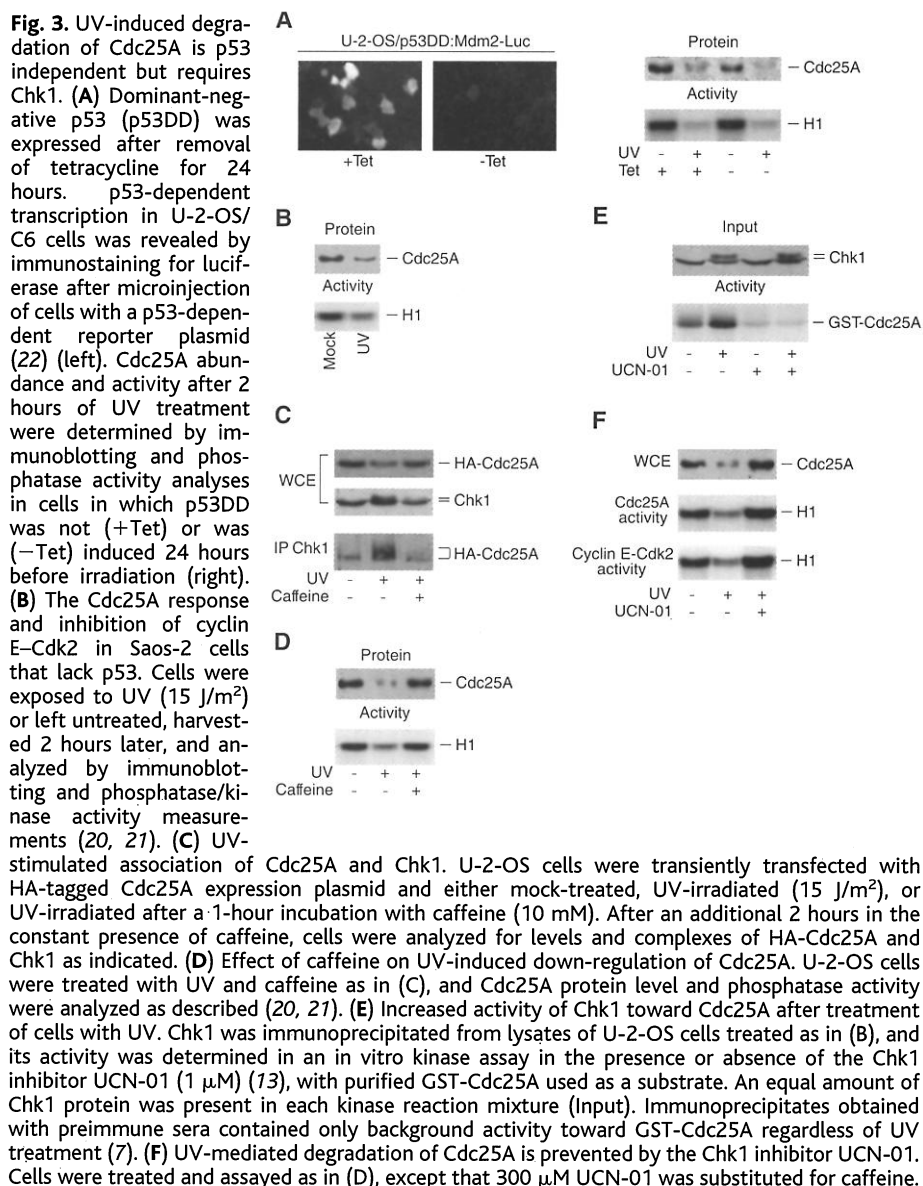 Fig. 3. UV-induced degra-
dation of Cdc25A is p53
independent but requires
Chk1. (A) Dominant-neg-
ative p53 (p53DD) was
expressed after removal
of tetracycline for 24
hours. p53-dependent
transcription in U-2-OS/
C6 cells was revealed by
immunostaining for lucif-
erase after microinjection
of cells with a p53-depen-
dent reporter plasmid
(22) (left). Cdc25A abun-
dance and activity after 2
hours of UV treatment
were determined by im-
munoblotting and phos-
phatase activity analyses
in cells in which p53DD
was not (+Tet) or was
(−Tet) induced 24 hours
before irradiation (right).
(B) The Cdc25A response
and inhibition of cyclin
E–Cdk2 in Saos-2 cells
that lack p53. Cells were
exposed to UV (15 J/m²)
or left untreated, harvest-
ed 2 hours later, and an-
alyzed by immunoblot-
ting and phosphatase/ki-
nase activity measure-
ments (20, 21). (C) UV-
stimulated association of Cdc25A and Chk1. U-2-OS cells were transiently transfected with
HA-tagged Cdc25A expression plasmid and either mock-treated, UV-irradiated (15 J/m²), or
UV-irradiated after a 1-hour incubation with caffeine (10 mM). After an additional 2 hours in the
constant presence of caffeine, cells were analyzed for levels and complexes of HA-Cdc25A and
Chk1 as indicated. (D) Effect of caffeine on UV-induced down-regulation of Cdc25A. U-2-OS cells
were treated with UV and caffeine as in (C), and Cdc25A protein level and phosphatase activity
were analyzed as described (20, 21). (E) Increased activity of Chk1 toward Cdc25A after treatment
of cells with UV. Chk1 was immunoprecipitated from lysates of U-2-OS cells treated as in (B), and
its activity was determined in an in vitro kinase assay in the presence or absence of the Chk1
inhibitor UCN-01 (1 μM) (13), with purified GST-Cdc25A used as a substrate. An equal amount of
Chk1 protein was present in each kinase reaction mixture (Input). Immunoprecipitates obtained
with preimmune sera contained only background activity toward GST-Cdc25A regardless of UV
treatment (7). (F) UV-mediated degradation of Cdc25A is prevented by the Chk1 inhibitor UCN-01.
Cells were treated and assayed as in (D), except that 300 μM UCN-01 was substituted for caffeine.
A
U-2-OS/p53DD:Mdm2-Luc
+Tet -Tet
Protein
Cdc25A
Activity
H1
UV - + - +
Tet + + - -
B
Protein
Cdc25A
Activity
H1
Mock
UV
E
Input
Chk1
Activity
GST-Cdc25A
UV - + - +
UCN-01 - - + +
C
WCE
HA-Cdc25A
Chk1
IP Chk1
HA-Cdc25A
UV - + +
Caffeine - - +
F
WCE
Cdc25A
Cdc25A
activity
H1
Cyclin E-Cdk2
activity
H1
UV - + +
UCN-01 - - +
D
Protein
Cdc25A
Activity
H1
UV - + +
Caffeine - - +